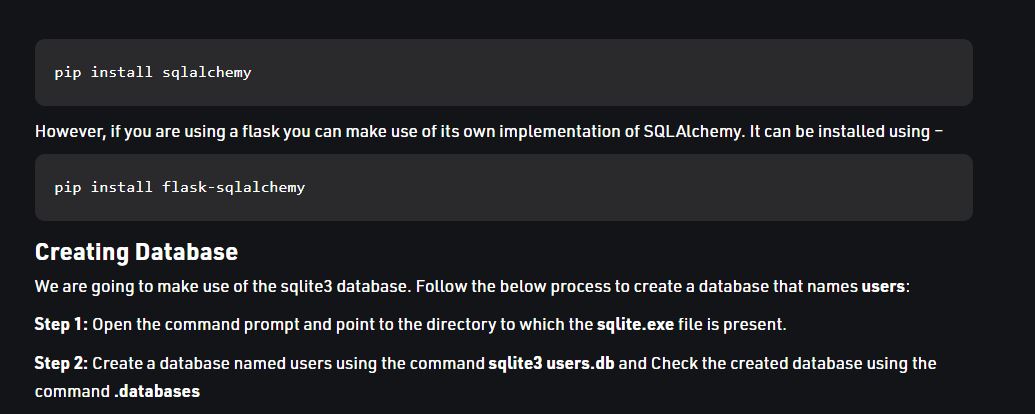 pip install sqlalchemy
However, if you are using a flask you can make use of its own implementation of SQLAlchemy. It can be installed using –
pip install flask-sqlalchemy
Creating Database
We are going to make use of the sqlite3 database. Follow the below process to create a database that names users:
Step 1: Open the command prompt and point to the directory to which the sqlite.exe file is present.
Step 2: Create a database named users using the command sqlite3 users.db and Check the created database using the
command .databases